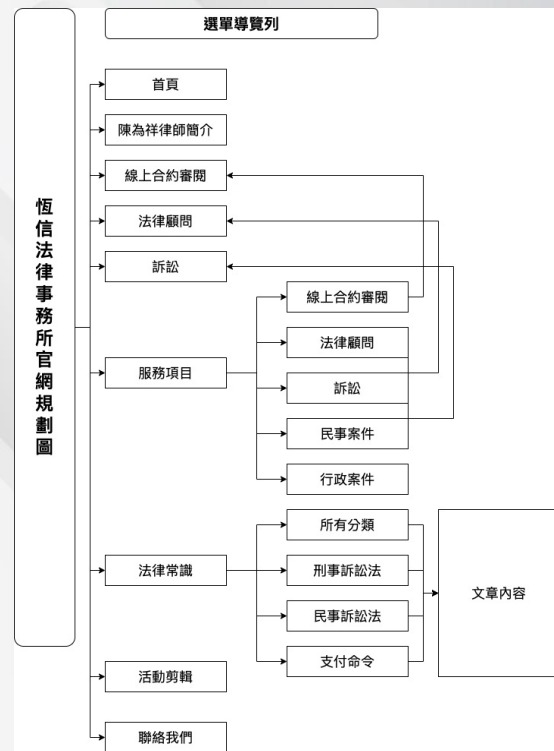 恆信法律事務所官網規劃圖
選單導覽列
首頁
陳為祥律師簡介
線上合約審閱
法律顧問
訴訟
服務項目
線上合約審閱
法律顧問
訴訟
民事案件
行政案件
法律常識
所有分類
刑事訴訟法
民事訴訟法
支付命令
文章內容
活動剪輯
聯絡我們